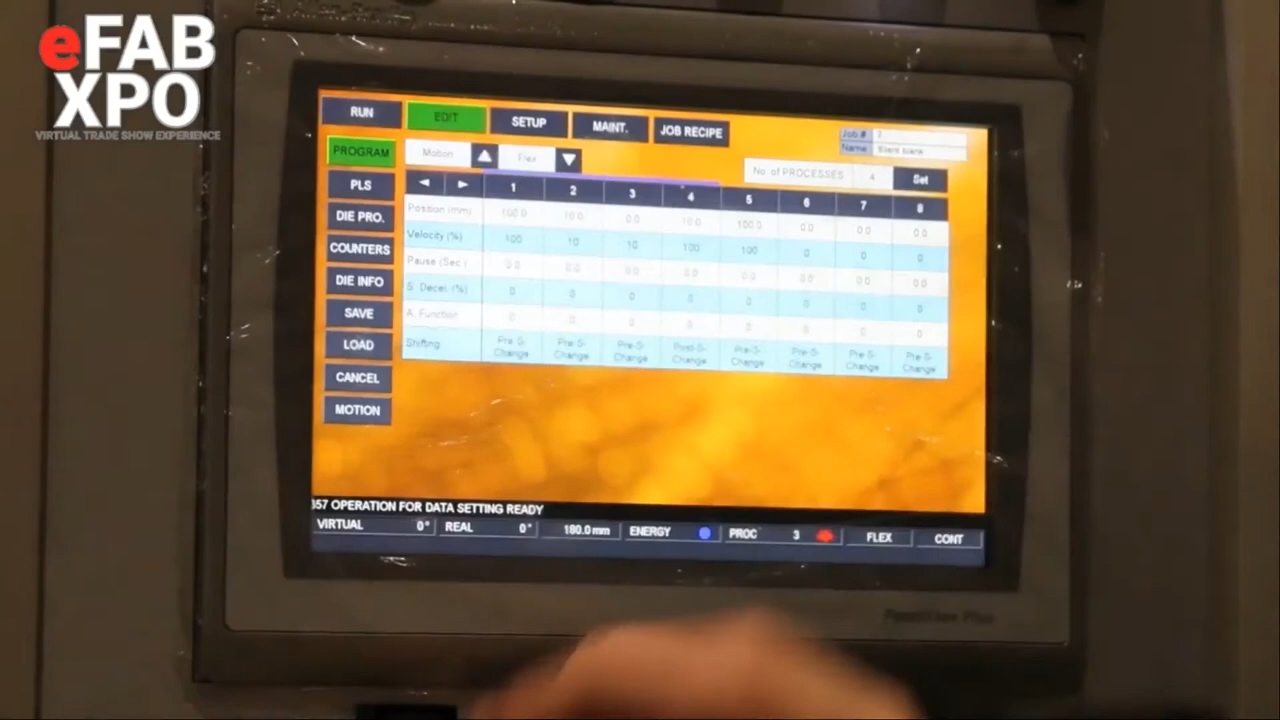 eFAB
XPO
VIRTUAL TRADE SHOW EXPERIENCE
RUN EDIT SETUP MAINT. JOB RECIPE Job # 7
Name Silent blank
PROGRAM Motion Flex No. of PROCESSES 4 Set
PLS 1 2 3 4 5 6 7 8
Position (mm) 100.0 10.0 0.0 10.0 100.0 0.0 0.0 0.0
DIE PRO.
Velocity (%) 100 10 10 100 100 0 0 0
COUNTERS
Pause (Sec.) 0.0 0.0 0.0 0.0 0.0 0.0 0.0 0.0
DIE INFO
S. Decel. (%) 0 0 0 0 0 0 0 0
SAVE
A. Function 0 0 0 0 0 0 0 0
LOAD
Shifting Pre-S- Pre-S- Pre-S- Post-S- Pre-S- Pre-S- Pre-S- Pre-S-
Change Change Change Change Change Change Change Change
CANCEL
MOTION
357 OPERATION FOR DATA SETTING READY
VIRTUAL 0° REAL 0° 180.0 mm ENERGY PROC 3 FLEX CONT
PanelView Plus